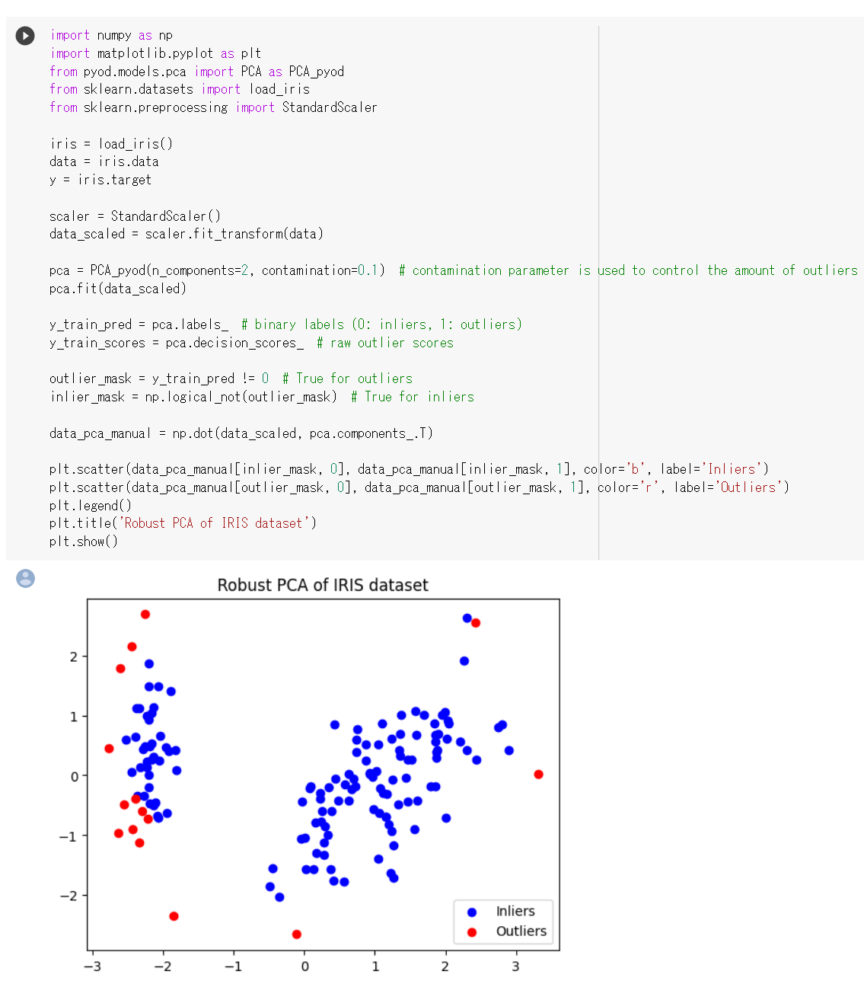 import numpy as np
import matplotlib.pyplot as plt
from pyod.models.pca import PCA as PCA_pyod
from sklearn.datasets import load_iris
from sklearn.preprocessing import StandardScaler
iris = load_iris()
data = iris.data
y = iris.target
scaler = StandardScaler()
data_scaled = scaler.fit_transform(data)
pca = PCA_pyod(n_components=2, contamination=0.1)  # contamination parameter is used to control the amount of outliers
pca.fit(data_scaled)
y_train_pred = pca.labels_  # binary labels (0: inliers, 1: outliers)
y_train_scores = pca.decision_scores_  # raw outlier scores
outlier_mask = y_train_pred != 0  # True for outliers
inlier_mask = np.logical_not(outlier_mask)  # True for inliers
data_pca_manual = np.dot(data_scaled, pca.components_.T)
plt.scatter(data_pca_manual[inlier_mask, 0], data_pca_manual[inlier_mask, 1], color='b', label='Inliers')
plt.scatter(data_pca_manual[outlier_mask, 0], data_pca_manual[outlier_mask, 1], color='r', label='Outliers')
plt.legend()
plt.title('Robust PCA of IRIS dataset')
plt.show()
Robust PCA of IRIS dataset
2
1
0
−1
−2
Inliers
Outliers
−3 −2 −1 0 1 2 3